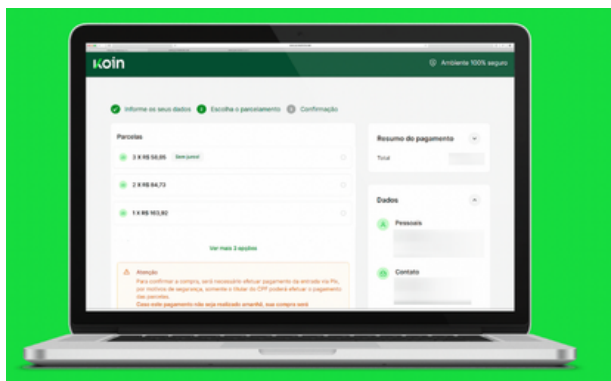 Koin
Ambiente 100% seguro
Informe os seus dados
Escolha o parcelamento
Confirmação
Parcelas
3 X R$ 58,85 Sem juros!
2 X R$ 84,73
1 X R$ 163,82
Ver mais 3 opções
Atenção
Para confirmar a compra, será necessário efetuar pagamento da entrada via Pix,
por motivos de segurança, somente o titular do CPF poderá efetuar o pagamento
das parcelas.
Caso este pagamento não seja realizado amanhã, sua compra será
Resumo do pagamento
Total
Dados
Pessoais
Contato